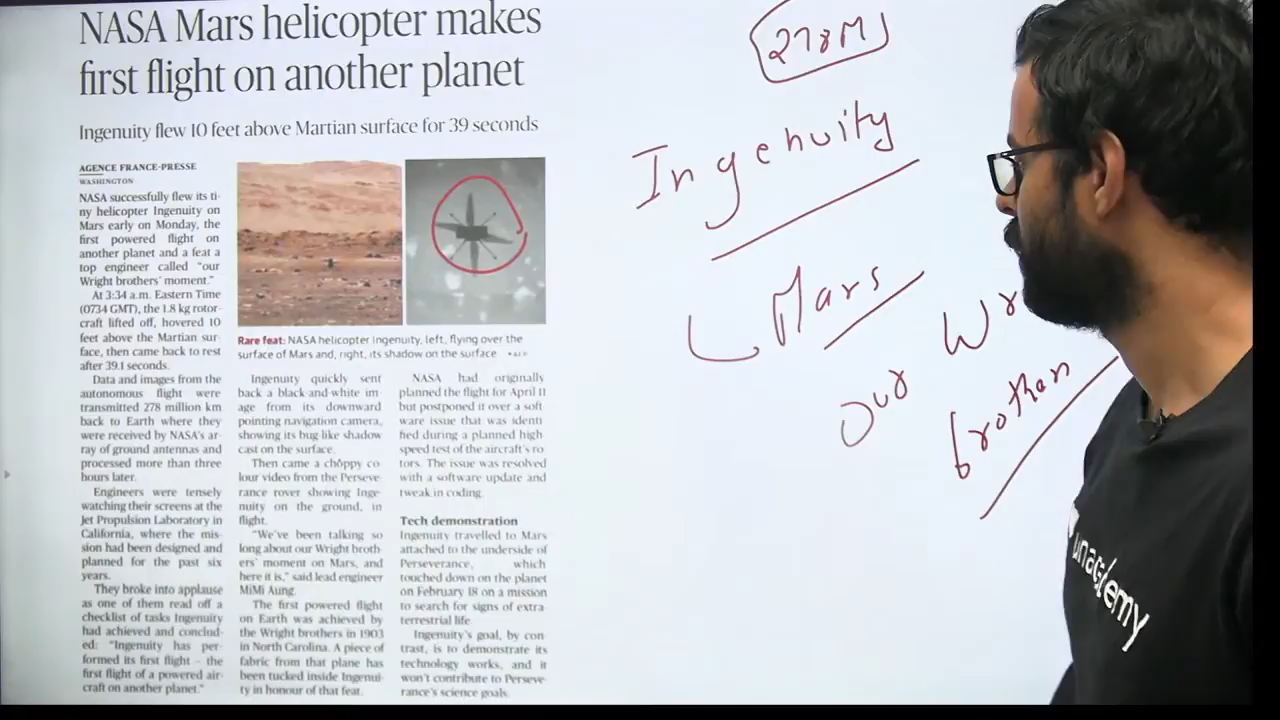 NASA Mars helicopter makes
first flight on another planet
Ingenuity flew 10 feet above Martian surface for 39 seconds
AGENCE FRANCE-PRESSE
WASHINGTON
NASA successfully flew its ti-
ny helicopter Ingenuity on
Mars early on Monday, the
first powered flight on
another planet and a feat a
top engineer called “our
Wright brothers’ moment.”
At 3:34 a.m. Eastern Time
(0734 GMT), the 1.8 kg rotor-
craft lifted off, hovered 10
feet above the Martian sur-
face, then came back to rest
after 39.1 seconds.
Data and images from the
autonomous flight were
transmitted 278 million km
back to Earth where they
were received by NASA’s ar-
ray of ground antennas and
processed more than three
hours later.
Engineers were tensely
watching their screens at the
Jet Propulsion Laboratory in
California, where the mis-
sion had been designed and
planned for the past six
years.
They broke into applause
as one of them read off a
checklist of tasks Ingenuity
had achieved and conclud-
ed: “Ingenuity has per-
formed its first flight – the
first flight of a powered air-
craft on another planet.”
Rare feat: NASA helicopter Ingenuity, left, flying over the
surface of Mars and, right, its shadow on the surface
Ingenuity quickly sent
back a black-and-white im-
age from its downward
pointing navigation camera,
showing its bug-like shadow
cast on the surface.
Then came a choppy co-
lour video from the Perseve-
rance rover showing Inge-
nuity on the ground, in
flight.
“We’ve been talking so
long about our Wright broth-
ers’ moment on Mars, and
here it is,” said lead engineer
MiMi Aung.
The first powered flight
on Earth was achieved by
the Wright brothers in 1903
in North Carolina. A piece of
fabric from that plane has
been tucked inside Ingenui-
ty in honour of that feat.
NASA had originally
planned the flight for April 11
but postponed it over a soft
ware issue that was identi
fied during a planned high
speed test of the aircraft’s ro
tors. The issue was resolved
with a software update and
tweak in coding.
Tech demonstration
Ingenuity travelled to Mars
attached to the underside of
Perseverance, which
touched down on the planet
on February 18 on a mission
to search for signs of extra-
terrestrial life.
Ingenuity’s goal, by con
trast, is to demonstrate its
technology works, and it
won’t contribute to Perseve-
rance’s science goals.
278M
Ingenuity
Mars
our Wr
brothen
unacademy